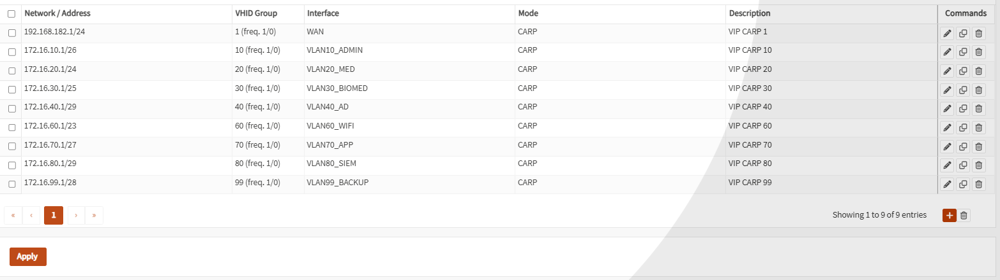 Network / Address VHID Group Interface Mode Description Commands
192.168.182.1/24 1 (freq. 1/0) WAN CARP VIP CARP 1
172.16.10.1/26 10 (freq. 1/0) VLAN10_ADMIN CARP VIP CARP 10
172.16.20.1/24 20 (freq. 1/0) VLAN20_MED CARP VIP CARP 20
172.16.30.1/25 30 (freq. 1/0) VLAN30_BIOMED CARP VIP CARP 30
172.16.40.1/29 40 (freq. 1/0) VLAN40_AD CARP VIP CARP 40
172.16.60.1/23 60 (freq. 1/0) VLAN60_WIFI CARP VIP CARP 60
172.16.70.1/27 70 (freq. 1/0) VLAN70_APP CARP VIP CARP 70
172.16.80.1/29 80 (freq. 1/0) VLAN80_SIEM CARP VIP CARP 80
172.16.99.1/28 99 (freq. 1/0) VLAN99_BACKUP CARP VIP CARP 99
« ‹ 1 › » Showing 1 to 9 of 9 entries
Apply